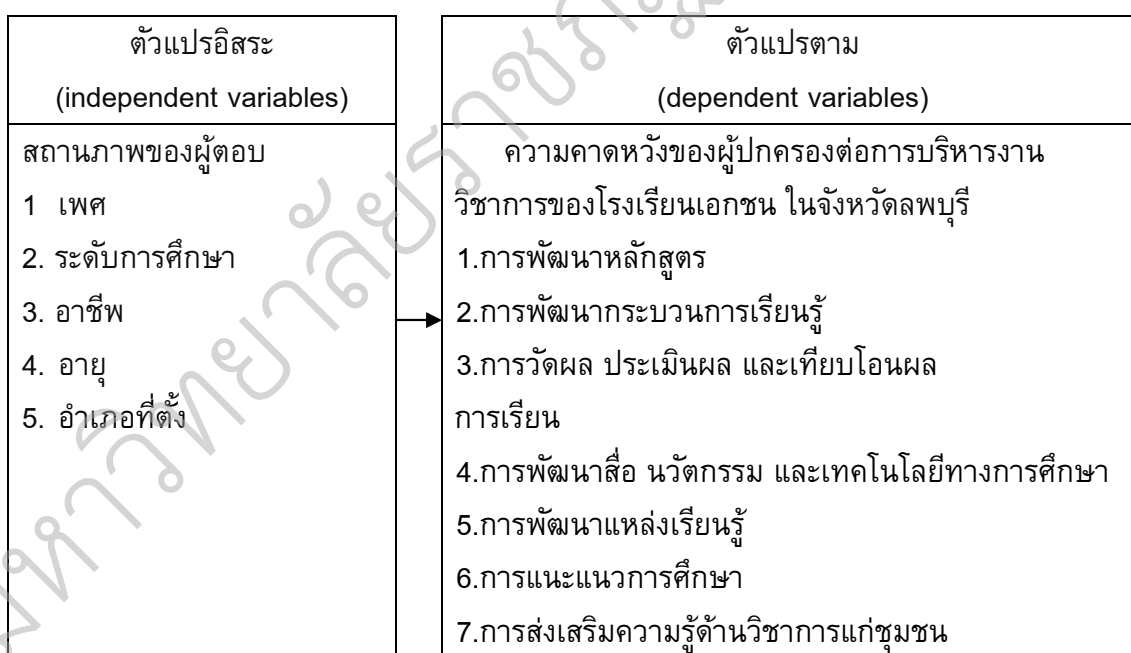 ตัวแปรอิสระ
(independent variables)
สถานภาพของผู้ตอบ
1 เพศ
2. ระดับการศึกษา
3. อาชีพ
4. อายุ
5. อำเภอที่ตั้ง
ตัวแปรตาม
(dependent variables)
ความคาดหวังของผู้ปกครองต่อการบริหารงาน
วิชาการของโรงเรียนเอกชน ในจังหวัดลพบุรี
1.การพัฒนาหลักสูตร
2.การพัฒนากระบวนการเรียนรู้
3.การวัดผล ประเมินผล และเทียบโอนผล
การเรียน
4.การพัฒนาสื่อ นวัตกรรม และเทคโนโลยีทางการศึกษา
5.การพัฒนาแหล่งเรียนรู้
6.การแนะแนวการศึกษา
7.การส่งเสริมความรู้ด้านวิชาการแก่ชุมชน